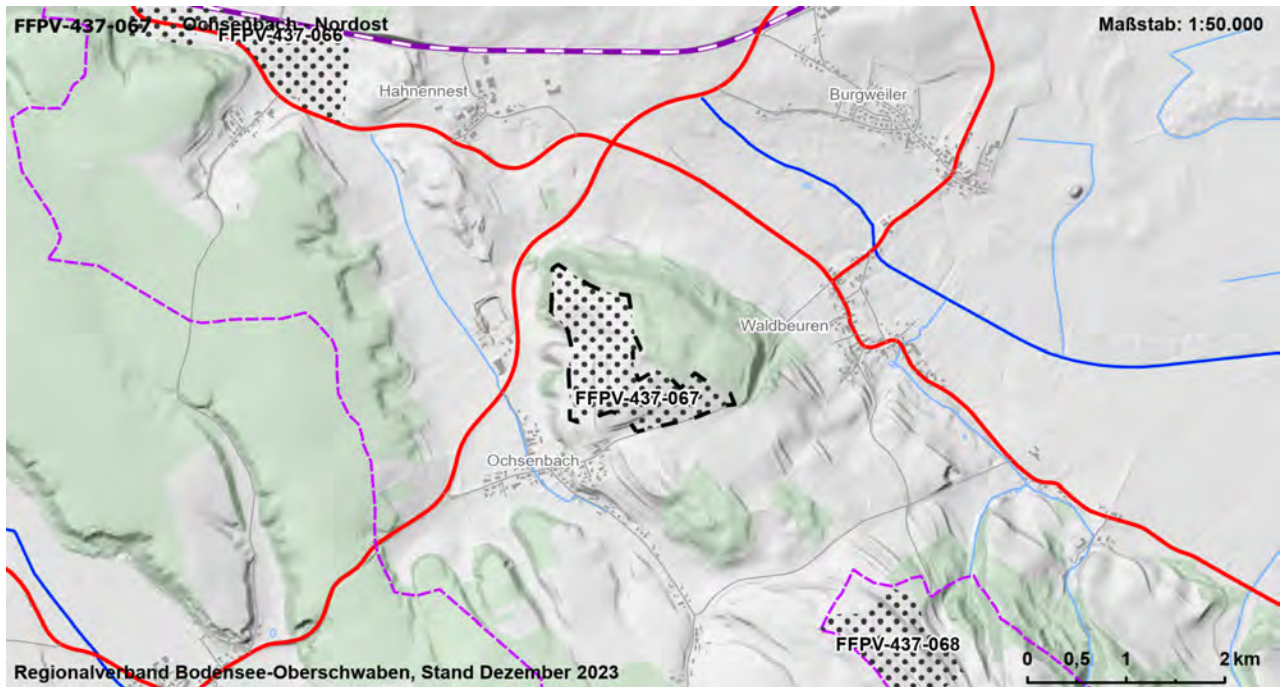 FFPV-437-067 Ochsenbach - Nordost
Maßstab: 1:50.000
FFPV-437-066
Hahnennest
Burgweiler
Waldbeuren
FFPV-437-067
Ochsenbach
FFPV-437-068
Regionalverband Bodensee-Oberschwaben, Stand Dezember 2023
0 0,5 1 2 km